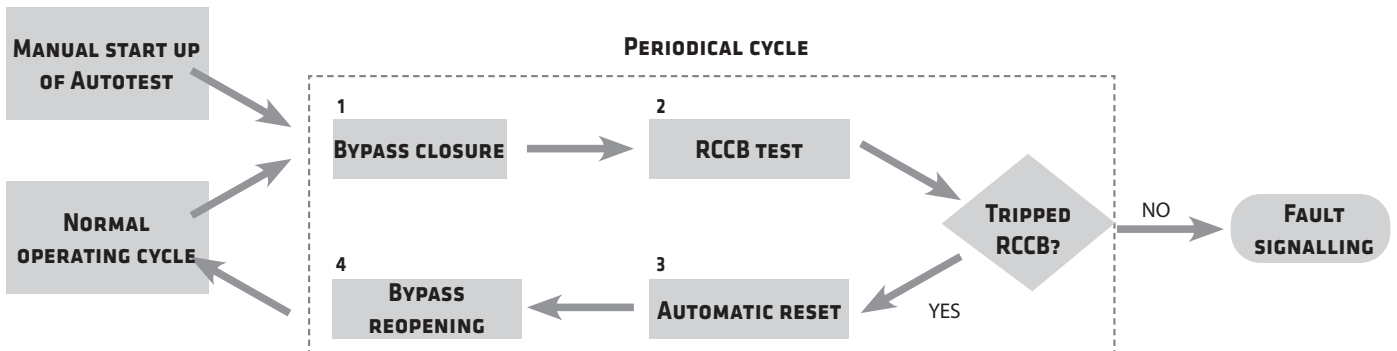 MANUAL START UP
OF AUTOTEST
PERIODICAL CYCLE
1
BYPASS CLOSURE
2
RCCB TEST
NORMAL
OPERATING CYCLE
TRIPPED
RCCB?
NO
FAULT
SIGNALLING
4
BYPASS
REOPENING
3
AUTOMATIC RESET
YES